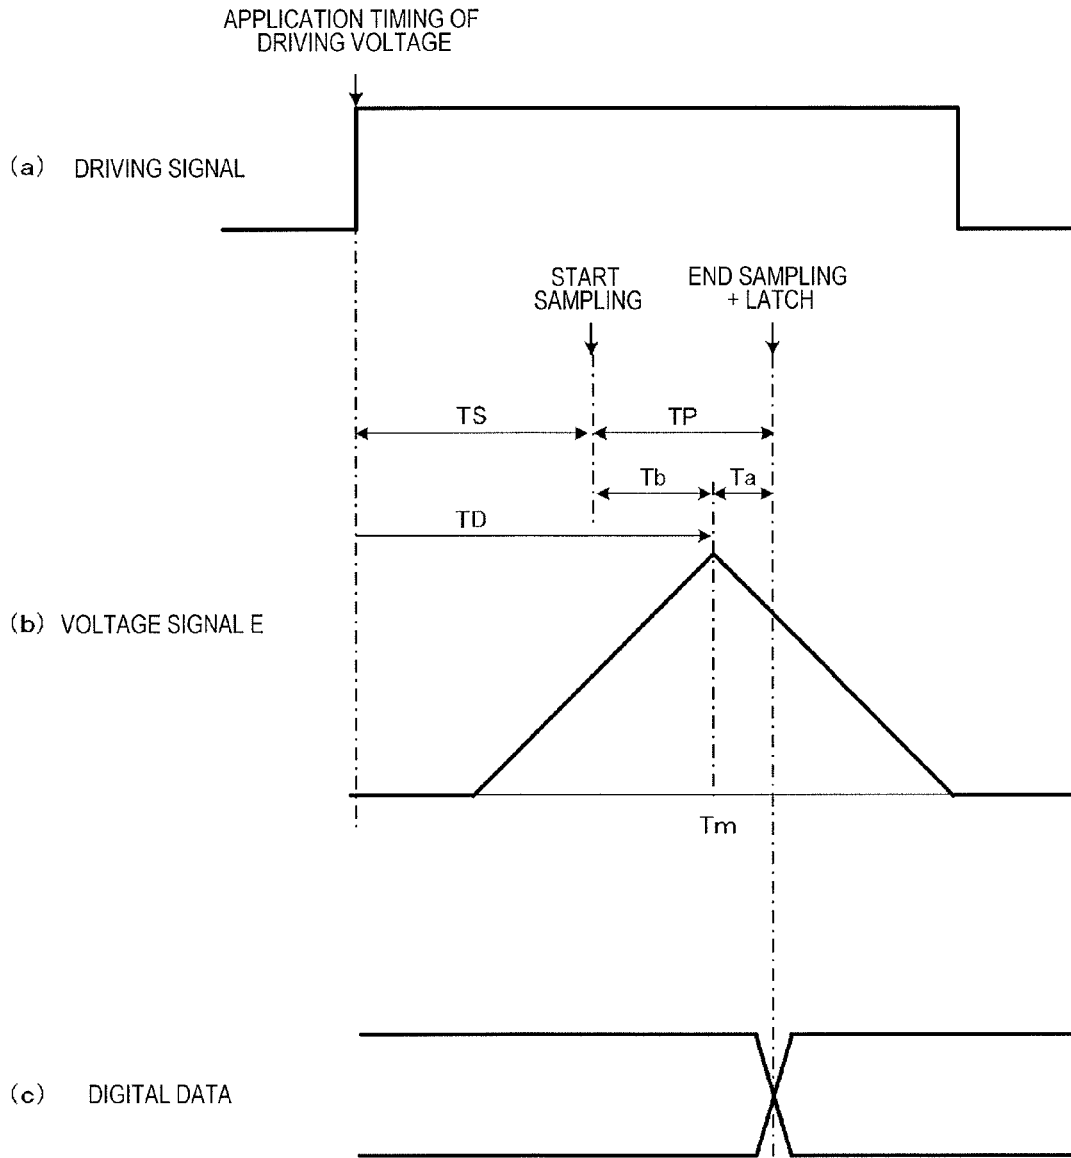 APPLICATION TIMING OF
DRIVING VOLTAGE
(a) DRIVING SIGNAL
START
SAMPLING
END SAMPLING
+ LATCH
TS
TP
Tb
Ta
TD
(b) VOLTAGE SIGNAL E
Tm
(c) DIGITAL DATA